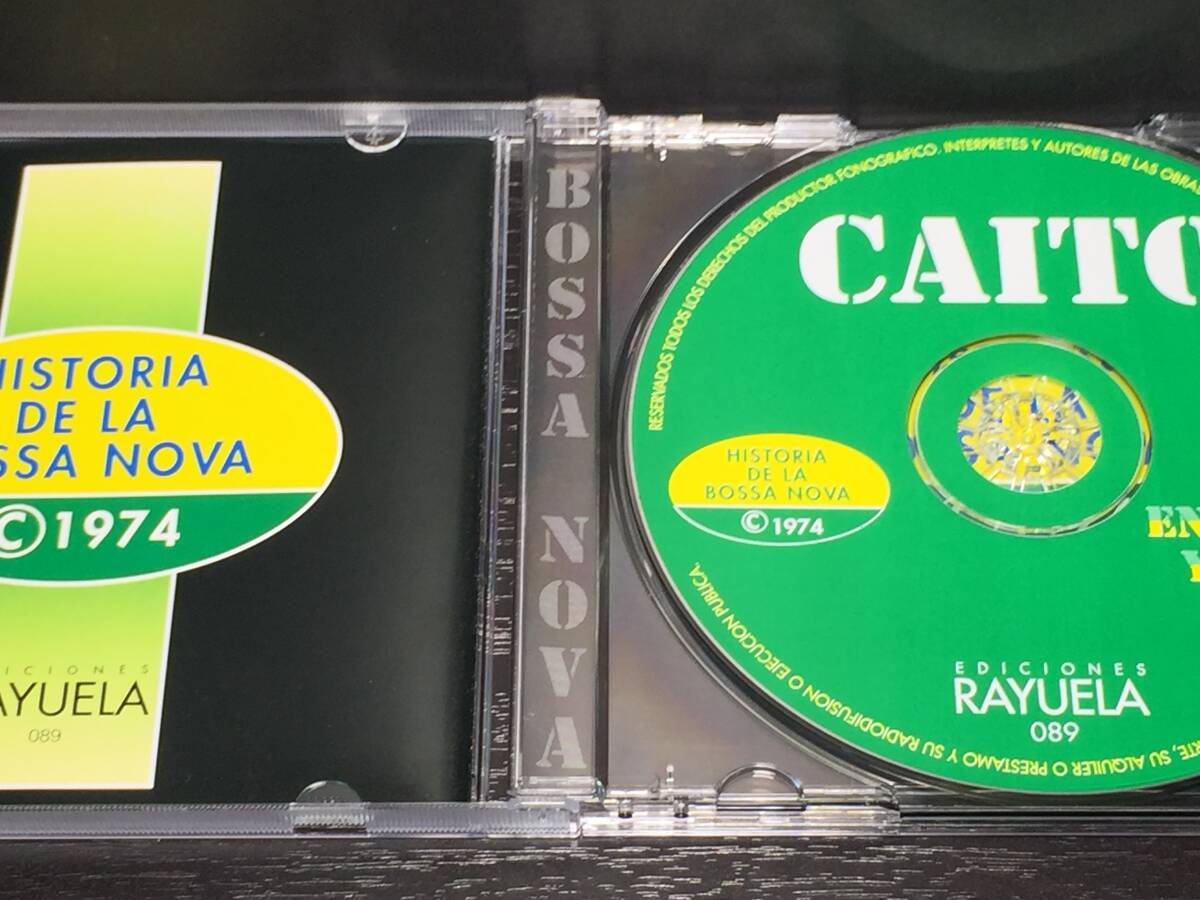 HISTORIA
DE LA
BOSSA NOVA
©1974
EDICIONES
RAYUELA
089
BOSSA NOVA
RESERVADOS TODOS LOS DERECHOS DEL PRODUCTOR FONOGRAFICO. INTERPRETES Y AUTORES DE LAS OBRAS
CAITO
HISTORIA
DE LA
BOSSA NOVA
© 1974
EN
EDICIONES
RAYUELA
089
SU ALQUILER O PRESTAMO Y SU RADIODIFUSION O EJECUCION PUBLICA.